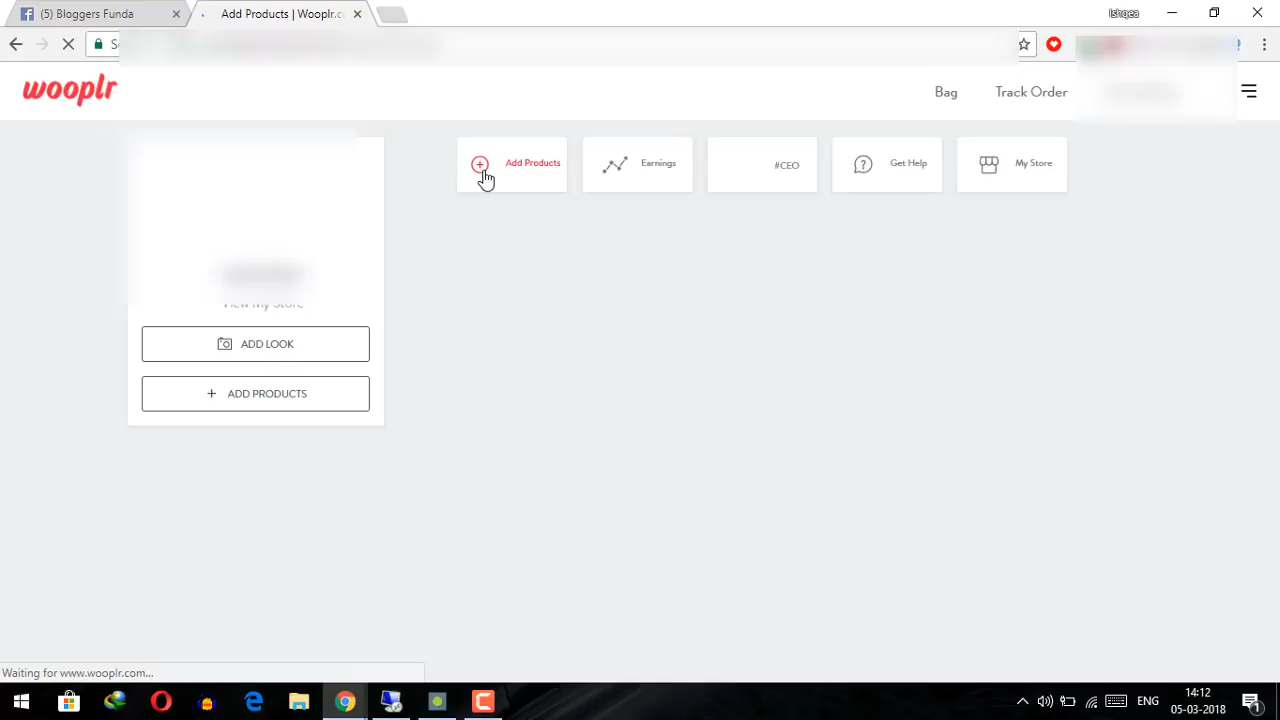 (5) Bloggers Funda
Add Products | Wooplr.c
Ishqea
wooplr
Bag
Track Order
Add Products
Earnings
#CEO
Get Help
My Store
View My Store
ADD LOOK
+ ADD PRODUCTS
Waiting for www.wooplr.com...
ENG
14:12
05-03-2018